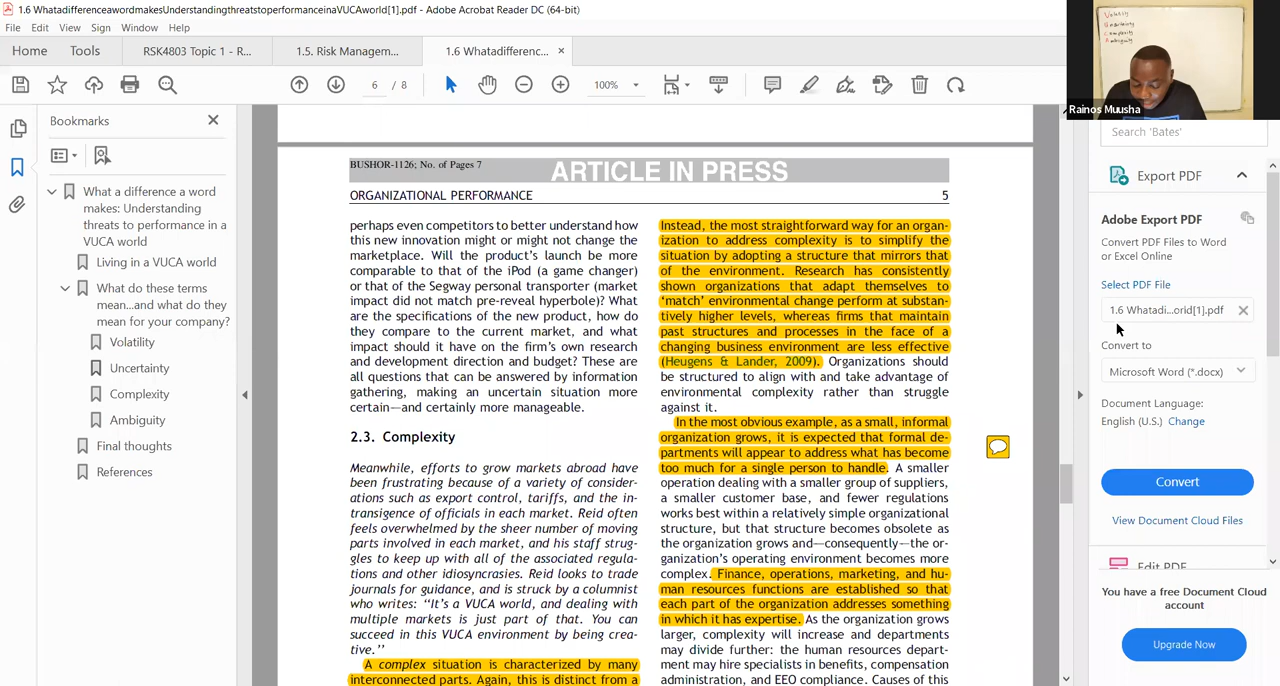 1.6 WhatadifferenceawordmakesUnderstandingthreatstoperformanceinaVUCAworld[1].pdf - Adobe Acrobat Reader DC (64-bit)
File Edit View Sign Window Help
Home Tools RSK4803 Topic 1 - R... 1.5. Risk Managem... 1.6 Whatadifferenc... ×
6 / 8 100%
Rainos Muusha
Bookmarks
What a difference a word
makes: Understanding
threats to performance in a
VUCA world
Living in a VUCA world
What do these terms
mean...and what do they
mean for your company?
Volatility
Uncertainty
Complexity
Ambiguity
Final thoughts
References
BUSHOR-1126; No. of Pages 7
ARTICLE IN PRESS
ORGANIZATIONAL PERFORMANCE 5
perhaps even competitors to better understand how
this new innovation might or might not change the
marketplace. Will the product's launch be more
comparable to that of the iPod (a game changer)
or that of the Segway personal transporter (market
impact did not match pre-reveal hyperbole)? What
are the specifications of the new product, how do
they compare to the current market, and what
impact should it have on the firm's own research
and development direction and budget? These are
all questions that can be answered by information
gathering, making an uncertain situation more
certain—and certainly more manageable.
2.3. Complexity
Meanwhile, efforts to grow markets abroad have
been frustrating because of a variety of consider-
ations such as export control, tariffs, and the in-
transigence of officials in each market. Reid often
feels overwhelmed by the sheer number of moving
parts involved in each market, and his staff strug-
gles to keep up with all of the associated regula-
tions and other idiosyncrasies. Reid looks to trade
journals for guidance, and is struck by a columnist
who writes: ‘‘It's a VUCA world, and dealing with
multiple markets is just part of that. You can
succeed in this VUCA environment by being crea-
tive.’’
A complex situation is characterized by many
interconnected parts. Again, this is distinct from a
Instead, the most straightforward way for an organ-
ization to address complexity is to simplify the
situation by adopting a structure that mirrors that
of the environment. Research has consistently
shown organizations that adapt themselves to
‘match’ environmental change perform at substan-
tively higher levels, whereas firms that maintain
past structures and processes in the face of a
changing business environment are less effective
(Heugens & Lander, 2009). Organizations should
be structured to align with and take advantage of
environmental complexity rather than struggle
against it.
In the most obvious example, as a small, informal
organization grows, it is expected that formal de-
partments will appear to address what has become
too much for a single person to handle. A smaller
operation dealing with a smaller group of suppliers,
a smaller customer base, and fewer regulations
works best within a relatively simple organizational
structure, but that structure becomes obsolete as
the organization grows and—consequently—the or-
ganization's operating environment becomes more
complex. Finance, operations, marketing, and hu-
man resources functions are established so that
each part of the organization addresses something
in which it has expertise. As the organization grows
larger, complexity will increase and departments
may divide further: the human resources depart-
ment may hire specialists in benefits, compensation
administration, and EEO compliance. Causes of this
Search 'Bates'
Export PDF
Adobe Export PDF
Convert PDF Files to Word
or Excel Online
Select PDF File
1.6 Whatadi...orld[1].pdf
Convert to
Microsoft Word (*.docx)
Document Language:
English (U.S.) Change
Convert
View Document Cloud Files
Edit PDF
You have a free Document Cloud
account
Upgrade Now